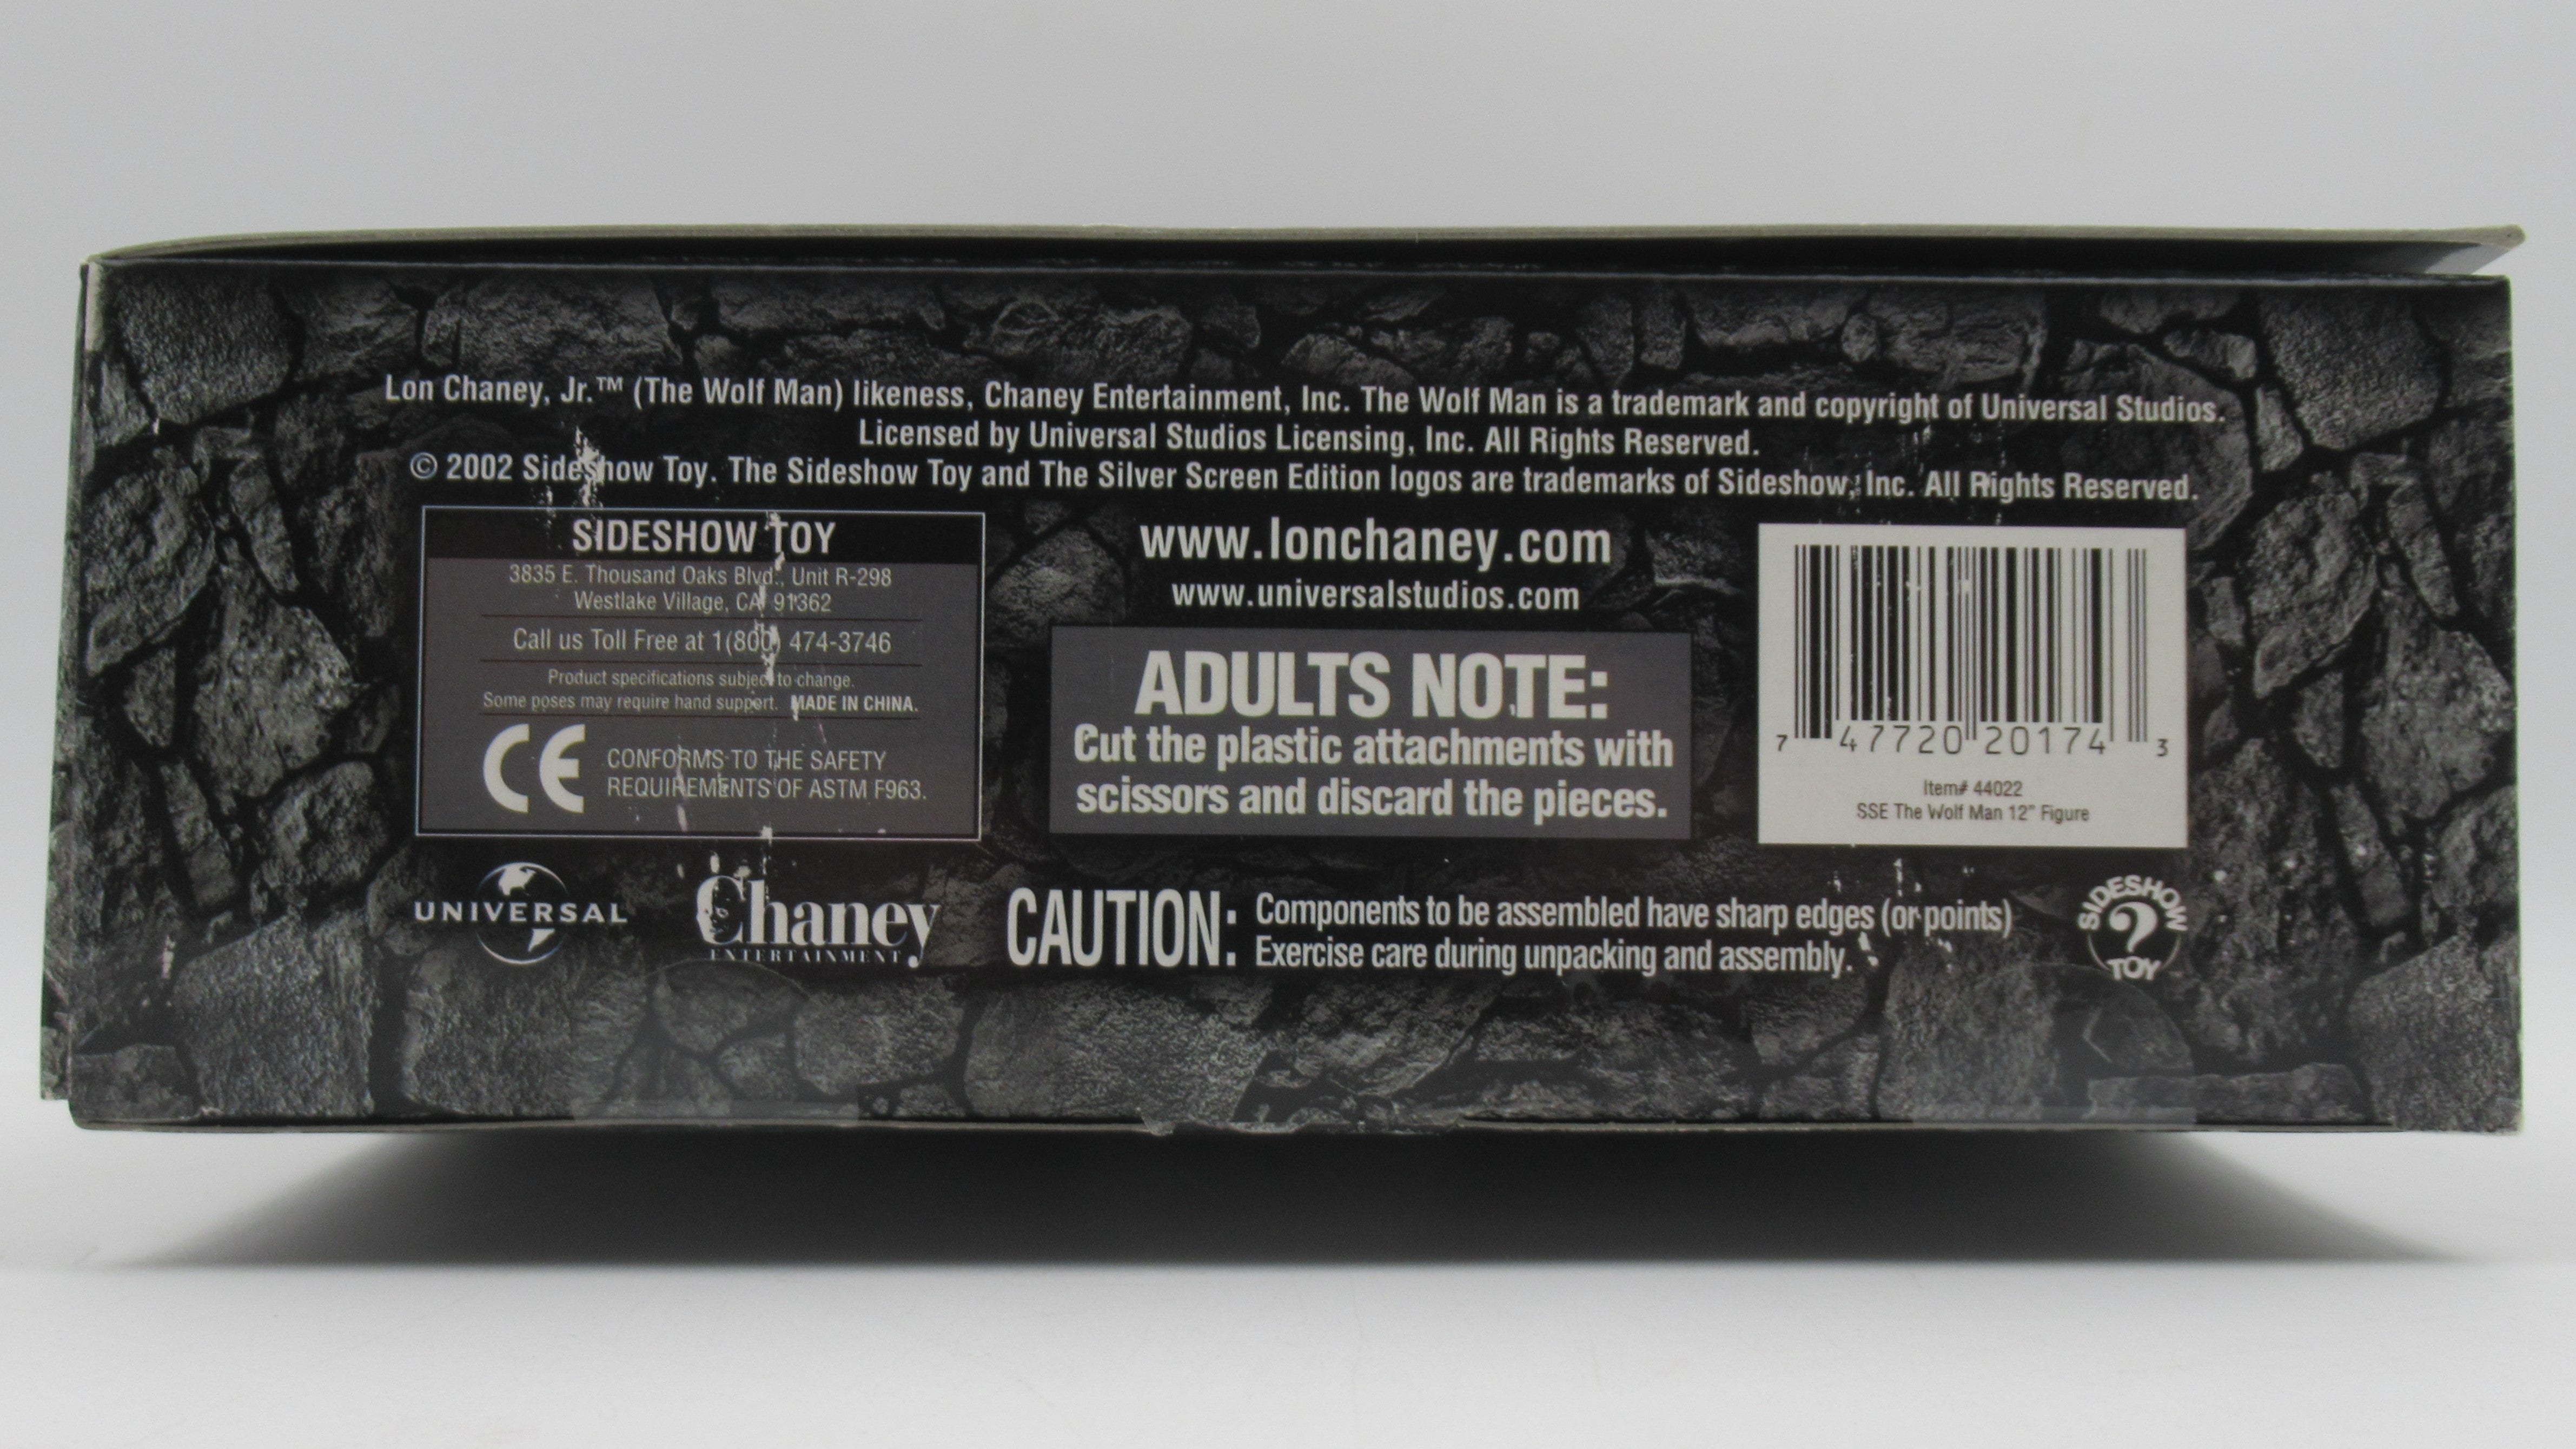 Lon Chaney, Jr.™ (The Wolf Man) likeness, Chaney Entertainment, Inc. The Wolf Man is a trademark and copyright of Universal Studios.
Licensed by Universal Studios Licensing, Inc. All Rights Reserved.
© 2002 Sideshow Toy. The Sideshow Toy and The Silver Screen Edition logos are trademarks of Sideshow, Inc. All Rights Reserved.
SIDESHOW TOY
3835 E. Thousand Oaks Blvd., Unit R-298
Westlake Village, CA 91362
Call us Toll Free at 1(800) 474-3746
Product specifications subject to change.
Some poses may require hand support. MADE IN CHINA.
CE
CONFORMS TO THE SAFETY
REQUIREMENTS OF ASTM F963.
www.lonchaney.com
www.universalstudios.com
ADULTS NOTE:
Cut the plastic attachments with
scissors and discard the pieces.
7 47720 20174 3
Item# 44022
SSE The Wolf Man 12" Figure
UNIVERSAL
Chaney
ENTERTAINMENT
CAUTION:
Components to be assembled have sharp edges (or points)
Exercise care during unpacking and assembly.
SIDESHOW
?
TOY